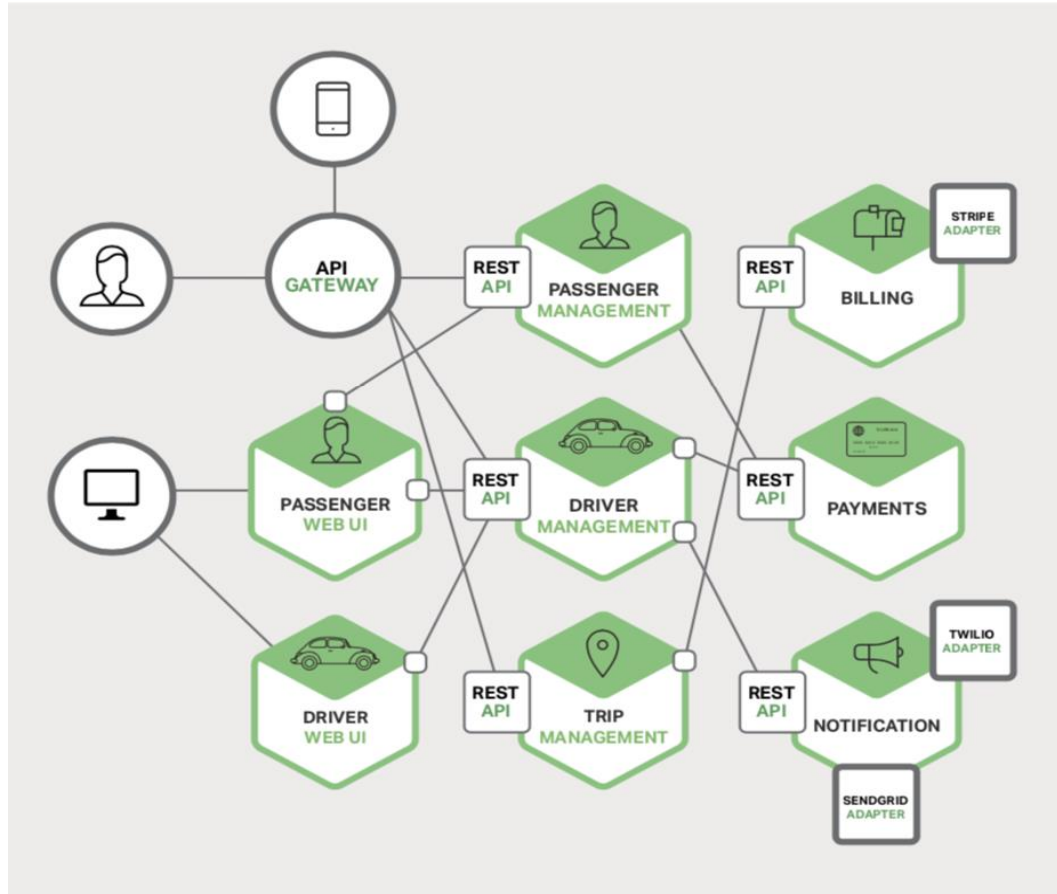 API
GATEWAY
REST
API
PASSENGER
MANAGEMENT
REST
API
BILLING
STRIPE
ADAPTER
PASSENGER
WEB UI
REST
API
DRIVER
MANAGEMENT
REST
API
PAYMENTS
DRIVER
WEB UI
REST
API
TRIP
MANAGEMENT
REST
API
NOTIFICATION
TWILIO
ADAPTER
SENDGRID
ADAPTER